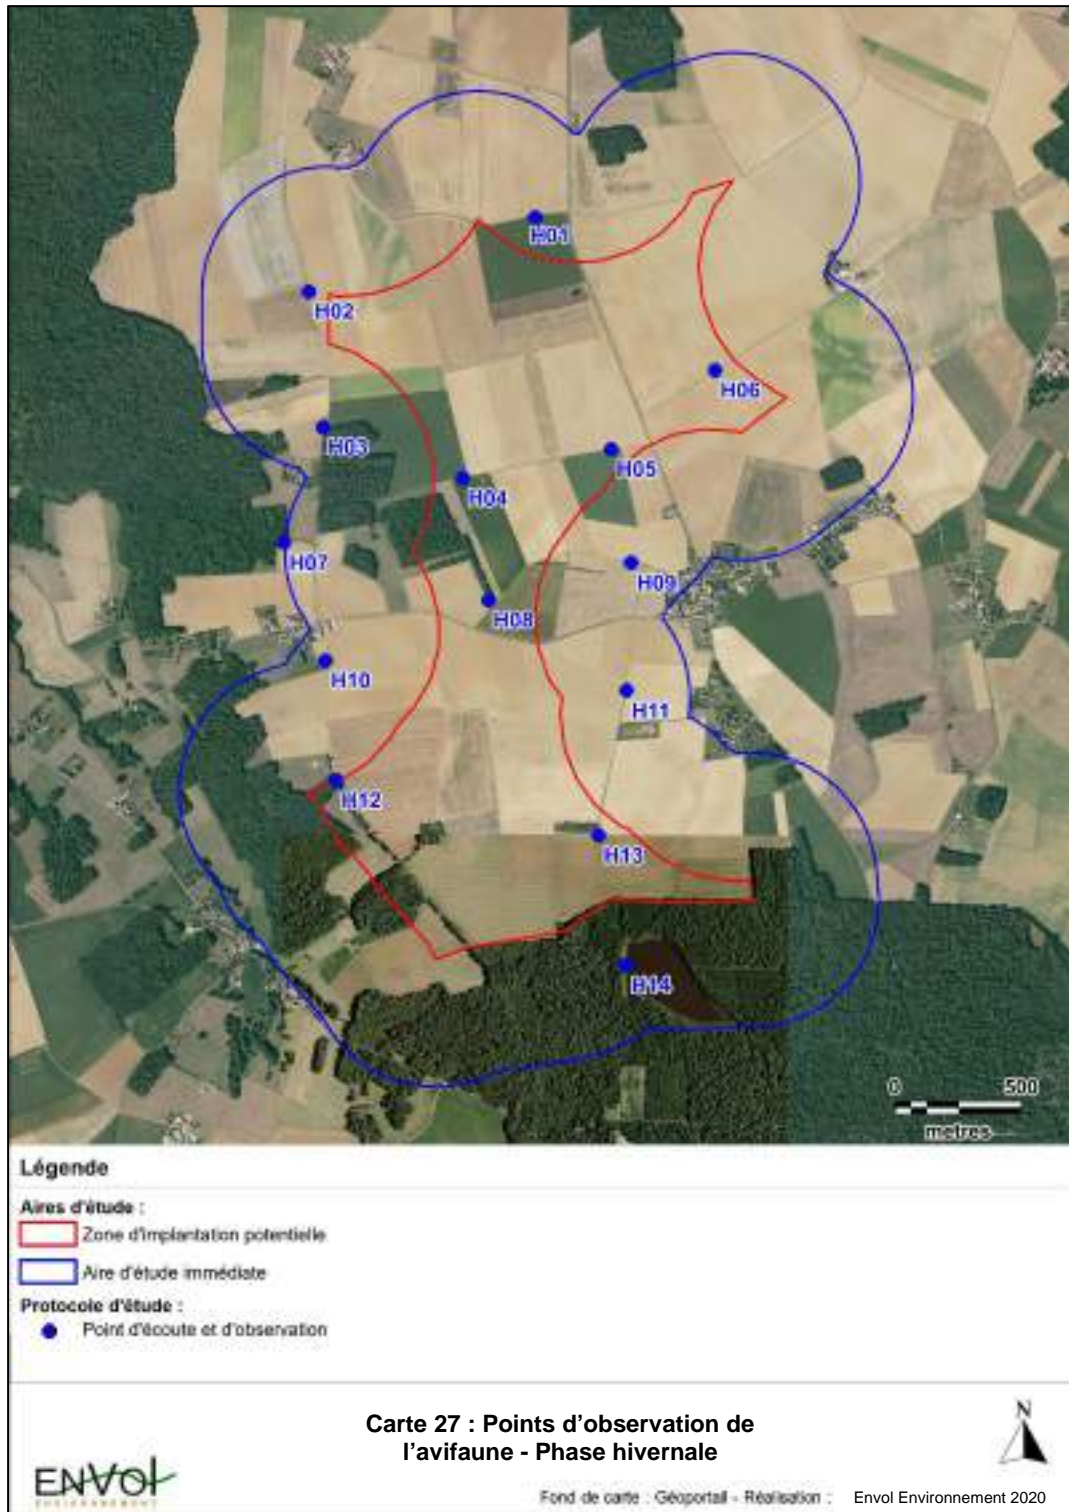 H01
H02
H06
H03
H05
H04
H07
H09
H08
H10
H11
H12
H13
H14
0 500
metres
Légende
Aires d'étude :
Zone d'implantation potentielle
Aire d'étude immédiate
Protocole d'étude :
Point d'écoute et d'observation
Carte 27 : Points d'observation de
l'avifaune - Phase hivernale
N
ENVOL
ENVIRONNEMENT
Fond de carte : Géoportail - Réalisation : Envol Environnement 2020